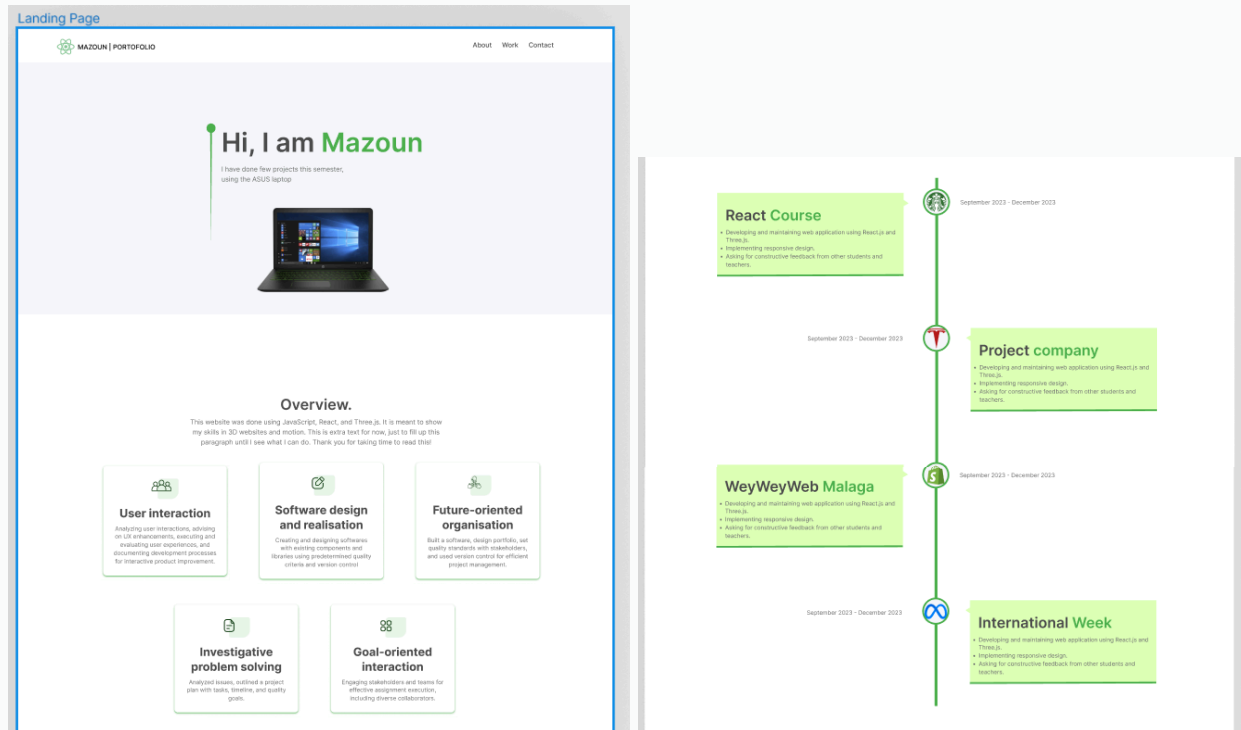 Landing Page
MAZOUN | PORTOFOLIO
About Work Contact
Hi, I am Mazoun
I have done few projects this semester,
using the ASUS laptop
Overview.
This website was done using JavaScript, React, and Three.js. It is meant to show
my skills in 3D websites and motion. This is extra text for now, just to fill up this
paragraph until I see what I can do. Thank you for taking time to read this!
User interaction
Analyzing user interactions, advising
on UX enhancements, executing and
evaluating user experiences, and
documenting development processes
for interactive product improvement.
Software design
and realisation
Creating and designing softwares
with existing components and
libraries using predetermined quality
criteria and version control
Future-oriented
organisation
Built a software, design portfolio, set
quality standards with stakeholders,
and used version control for efficient
project management.
Investigative
problem solving
Analyzed issues, outlined a project
plan with tasks, timeline, and quality
goals.
Goal-oriented
interaction
Engaging stakeholders and teams for
effective assignment execution,
including diverse collaborators.
React Course
• Developing and maintaining web application using React.js and
Three.js.
• Implementing responsive design.
• Asking for constructive feedback from other students and
teachers.
September 2023 - December 2023
September 2023 - December 2023
Project company
• Developing and maintaining web application using React.js and
Three.js.
• Implementing responsive design.
• Asking for constructive feedback from other students and
teachers.
WeyWeyWeb Malaga
• Developing and maintaining web application using React.js and
Three.js.
• Implementing responsive design.
• Asking for constructive feedback from other students and
teachers.
September 2023 - December 2023
September 2023 - December 2023
International Week
• Developing and maintaining web application using React.js and
Three.js.
• Implementing responsive design.
• Asking for constructive feedback from other students and
teachers.